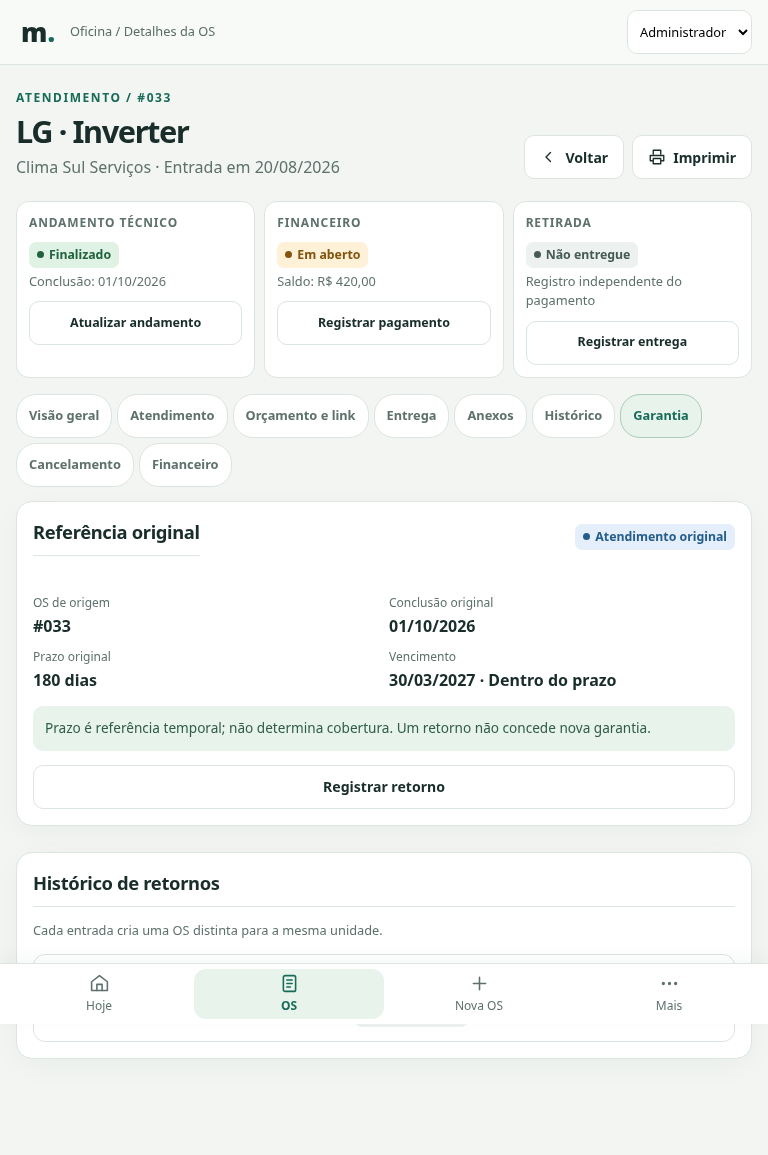 m. Oficina / Detalhes da OS Administrador
ATENDIMENTO / #033
LG · Inverter
Clima Sul Serviços · Entrada em 20/08/2026
Voltar
Imprimir
ANDAMENTO TÉCNICO
Finalizado
Conclusão: 01/10/2026
Atualizar andamento
FINANCEIRO
Em aberto
Saldo: R$ 420,00
Registrar pagamento
RETIRADA
Não entregue
Registro independente do
pagamento
Registrar entrega
Visão geral
Atendimento
Orçamento e link
Entrega
Anexos
Histórico
Garantia
Cancelamento
Financeiro
Referência original
Atendimento original
OS de origem
#033
Conclusão original
01/10/2026
Prazo original
180 dias
Vencimento
30/03/2027 · Dentro do prazo
Prazo é referência temporal; não determina cobertura. Um retorno não concede nova garantia.
Registrar retorno
Histórico de retornos
Cada entrada cria uma OS distinta para a mesma unidade.
Hoje
OS
Nova OS
Mais